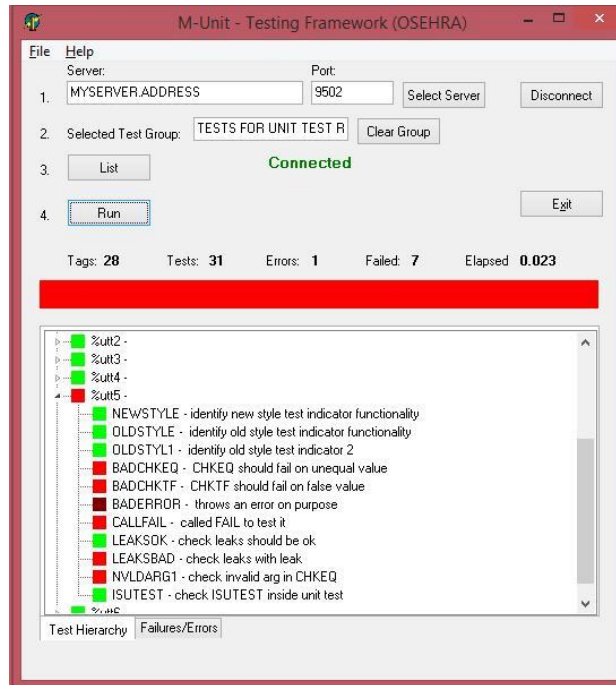 M-Unit - Testing Framework (OSEHRA)
File Help
Server: Port:
1. MYSERVER.ADDRESS 9502 Select Server Disconnect
2. Selected Test Group: TESTS FOR UNIT TEST R Clear Group
3. List Connected
4. Run Exit
Tags: 28 Tests: 31 Errors: 1 Failed: 7 Elapsed 0.023
%utt2 -
%utt3 -
%utt4 -
%utt5 -
NEWSTYLE - identify new style test indicator functionality
OLDSTYLE - identify old style test indicator functionality
OLDSTYL1 - identify old style test indicator 2
BADCHKEQ - CHKEQ should fail on unequal value
BADCHKTF - CHKTF should fail on false value
BADERROR - throws an error on purpose
CALLFAIL - called FAIL to test it
LEAKSOK - check leaks should be ok
LEAKSBAD - check leaks with leak
NVLDARG1 - check invalid arg in CHKEQ
ISUTEST - check ISUTEST inside unit test
%utt6
Test Hierarchy Failures/Errors